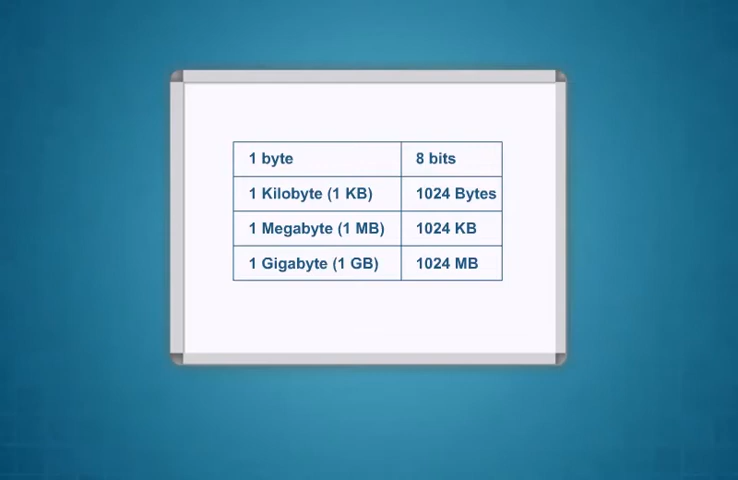 1 byte 8 bits
1 Kilobyte (1 KB) 1024 Bytes
1 Megabyte (1 MB) 1024 KB
1 Gigabyte (1 GB) 1024 MB